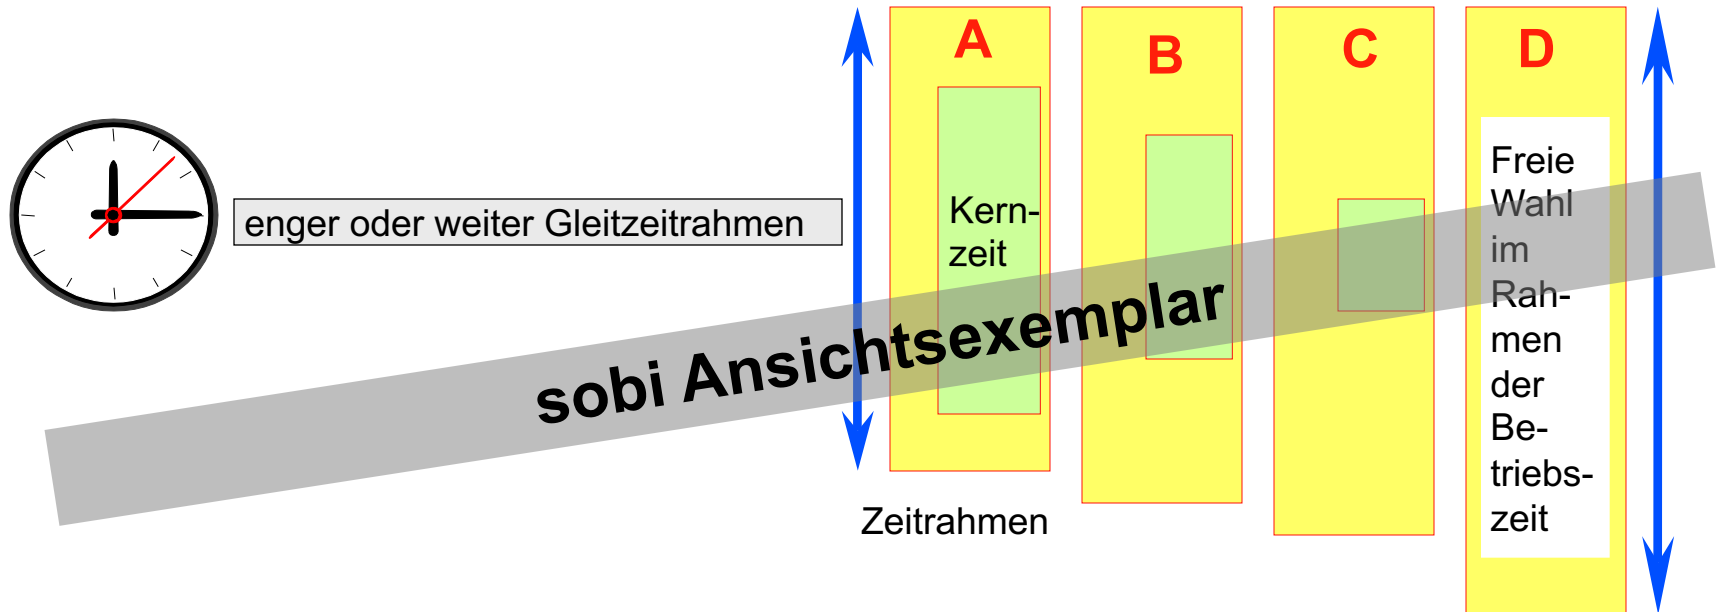 A
B
C
D
enger oder weiter Gleitzeitrahmen
Kern-
zeit
Freie
Wahl
im
Rah-
men
der
Be-
triebs-
zeit
sobi Ansichtsexemplar
Zeitrahmen